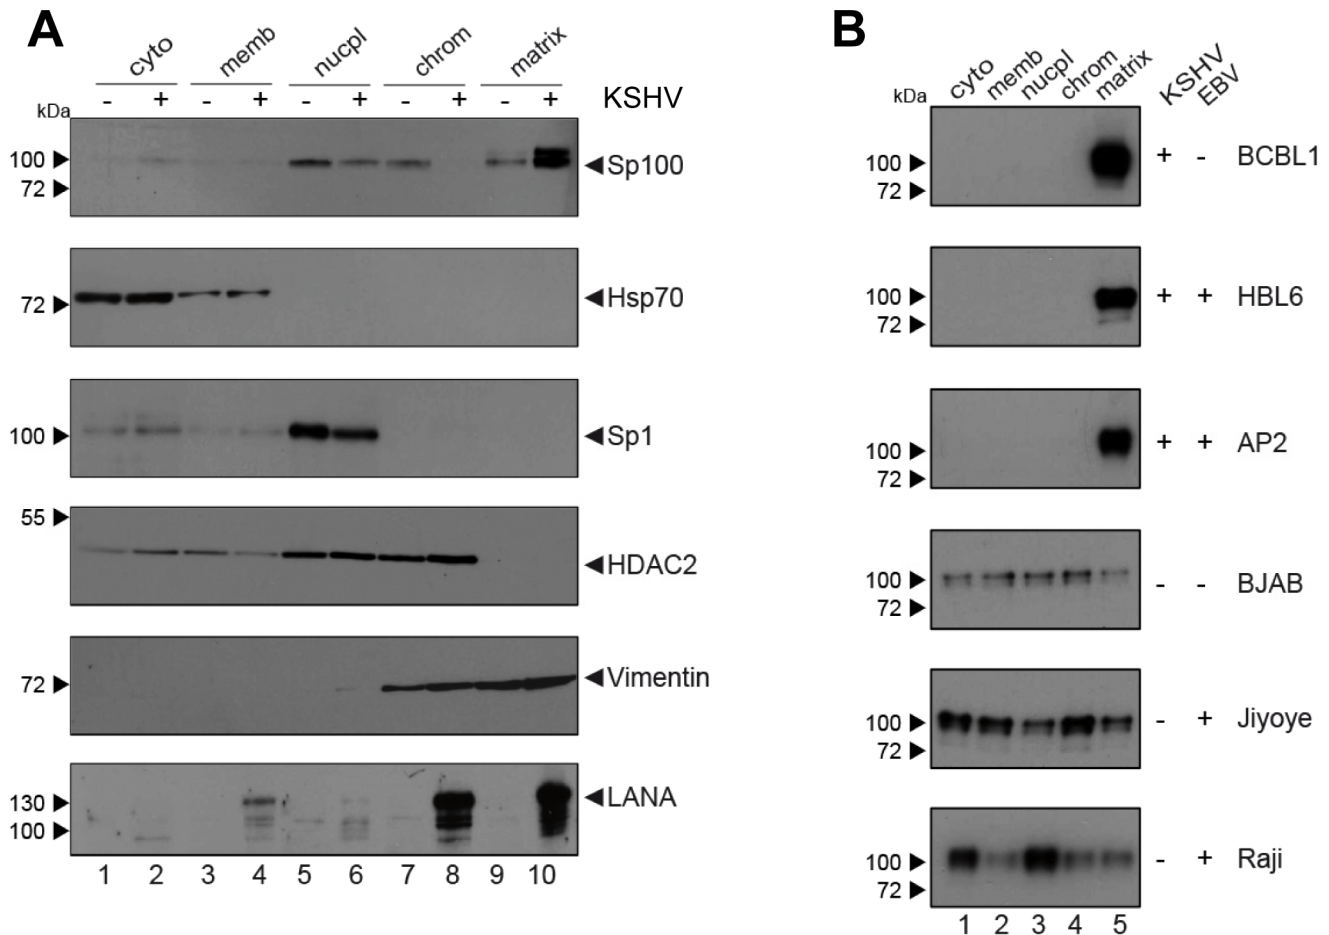 A
cyto memb nucpl chrom matrix
kDa
- + - + - + - + - + KSHV
100 Sp100
72
72 Hsp70
100 Sp1
55
HDAC2
72 Vimentin
130 LANA
100
1 2 3 4 5 6 7 8 9 10
B
kDa cyto memb nucpl chrom matrix KSHV EBV
100 + - BCBL1
72
100 + + HBL6
72
100 + + AP2
72
100 - - BJAB
72
100 - + Jiyoye
72
100 - + Raji
72
1 2 3 4 5